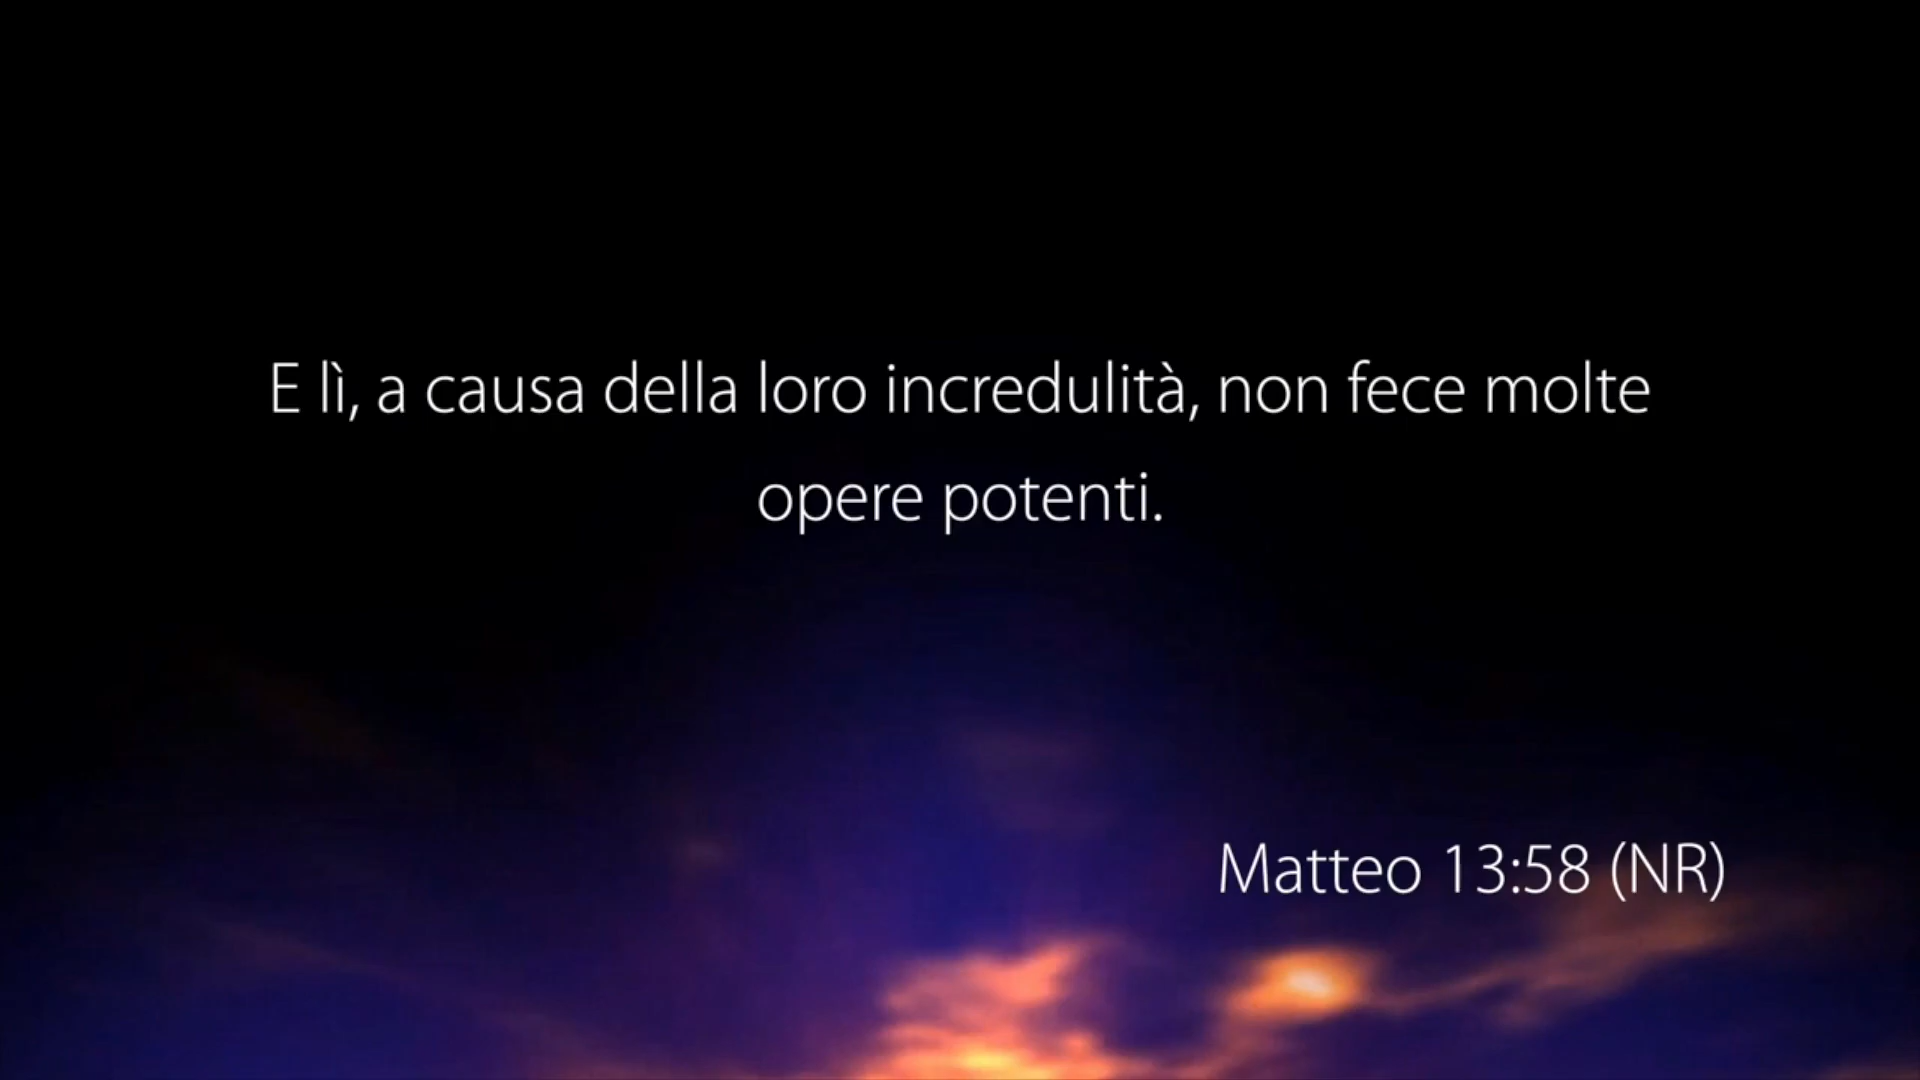 E lì, a causa della loro incredulità, non fece molte
opere potenti.
Matteo 13:58 (NR)